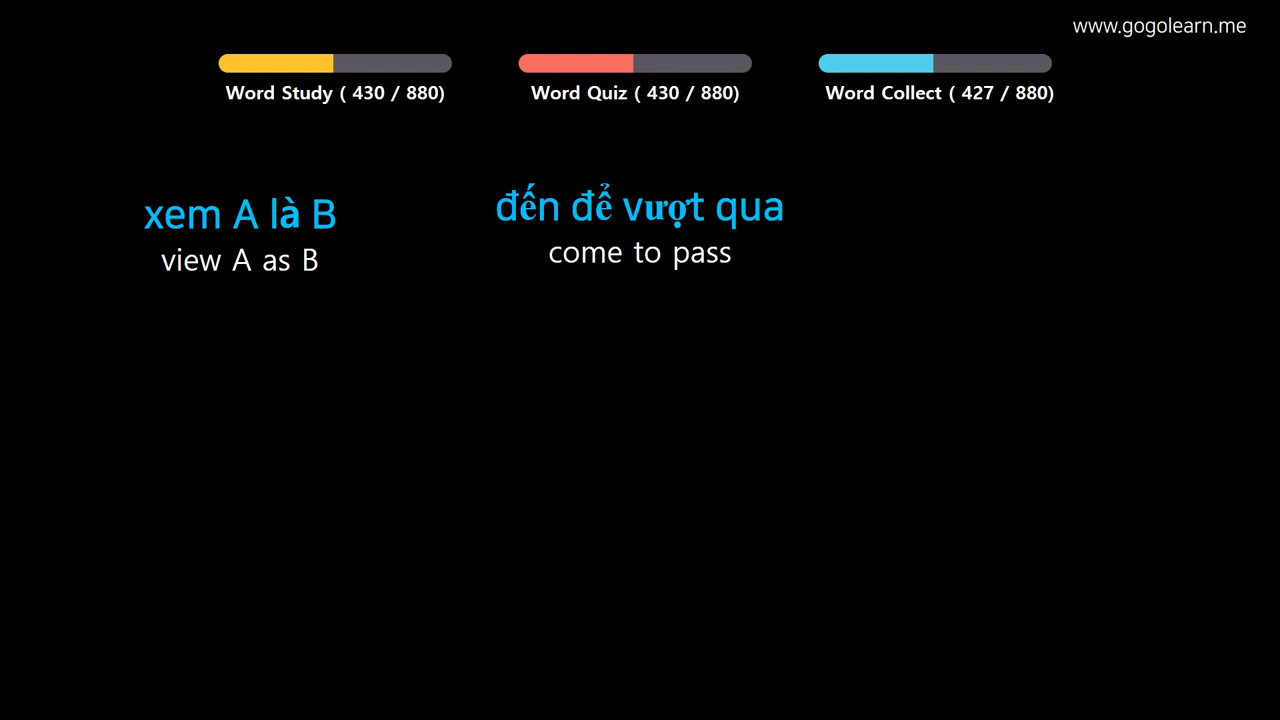 www.gogolearn.me
Word Study ( 430 / 880)
Word Quiz ( 430 / 880)
Word Collect ( 427 / 880)
xem A là B
view A as B
đến để vượt qua
come to pass